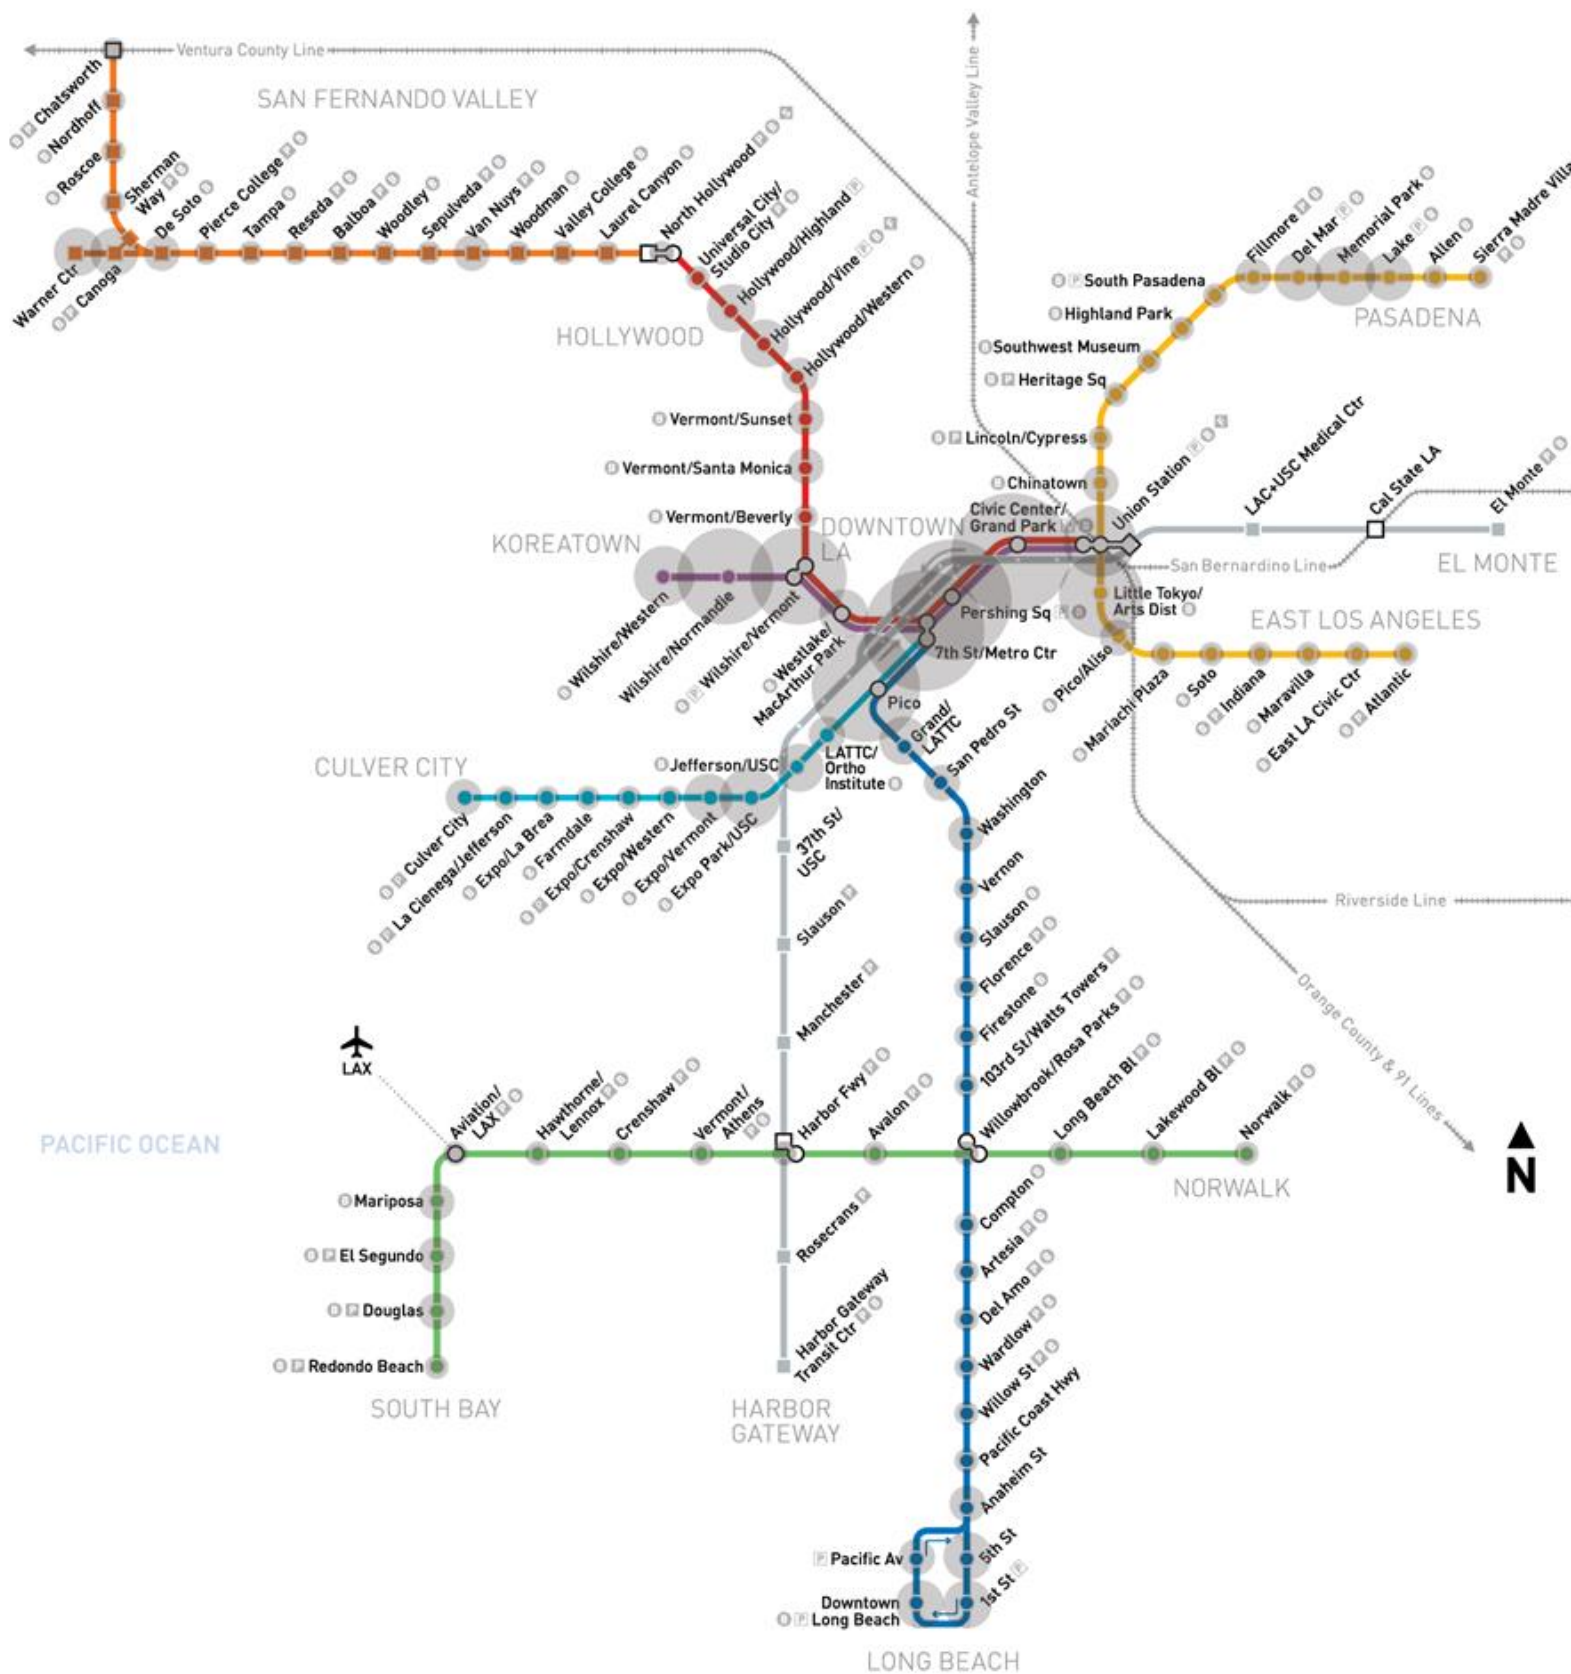 Ventura County Line
Antelope Valley Line
SAN FERNANDO VALLEY
Chatsworth
Nordhoff
Roscoe
Sherman
Way
Warner Ctr
Canoga
De Soto
Pierce College
Tampa
Reseda
Balboa
Woodley
Sepulveda
Van Nuys
Woodman
Valley College
Laurel Canyon
North Hollywood
Universal City/
Studio City
Hollywood/Highland
Hollywood/Vine
Hollywood/Western
HOLLYWOOD
Vermont/Sunset
Vermont/Santa Monica
Vermont/Beverly
KOREATOWN
Wilshire/Western
Wilshire/Normandie
Wilshire/Vermont
Westlake/
MacArthur Park
DOWNTOWN
LA
Civic Center/
Grand Park
Pershing Sq
7th St/Metro Ctr
Pico
Union Station
Fillmore
Del Mar
Memorial Park
Lake
Allen
Sierra Madre Villa
PASADENA
South Pasadena
Highland Park
Southwest Museum
Heritage Sq
Lincoln/Cypress
Chinatown
LAC+USC Medical Ctr
Cal State LA
El Monte
San Bernardino Line
EL MONTE
Little Tokyo/
Arts Dist
EAST LOS ANGELES
Pico/Aliso
Mariachi Plaza
Soto
Indiana
Maravilla
East LA Civic Ctr
Atlantic
CULVER CITY
Culver City
La Cienega/Jefferson
Expo/La Brea
Farmdale
Expo/Crenshaw
Expo/Western
Expo/Vermont
Expo Park/USC
Jefferson/USC
LATTC/
Ortho
Institute
Grand/
LATTC
San Pedro St
Washington
Vernon
Slauson
Florence
Firestone
103rd St/Watts Towers
Willowbrook/Rosa Parks
37th St/
USC
Slauson
Manchester
Harbor Fwy
Rosecrans
Harbor Gateway
Transit Ctr
HARBOR
GATEWAY
Riverside Line
Orange County & 91 Lines
LAX
PACIFIC OCEAN
Aviation/
LAX
Hawthorne/
Lennox
Crenshaw
Vermont/
Athens
Avalon
Long Beach Bl
Lakewood Bl
Norwalk
NORWALK
N
Mariposa
El Segundo
Douglas
Redondo Beach
SOUTH BAY
Compton
Artesia
Del Amo
Wardlow
Willow St
Pacific Coast Hwy
Anaheim St
5th St
1st St
Pacific Av
Downtown
Long Beach
LONG BEACH